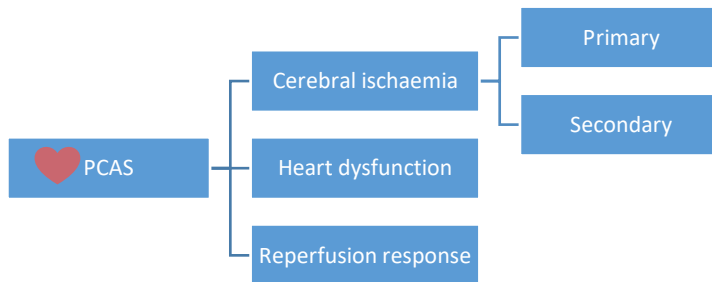 Primary
Cerebral ischaemia
Secondary
PCAS
Heart dysfunction
Reperfusion response